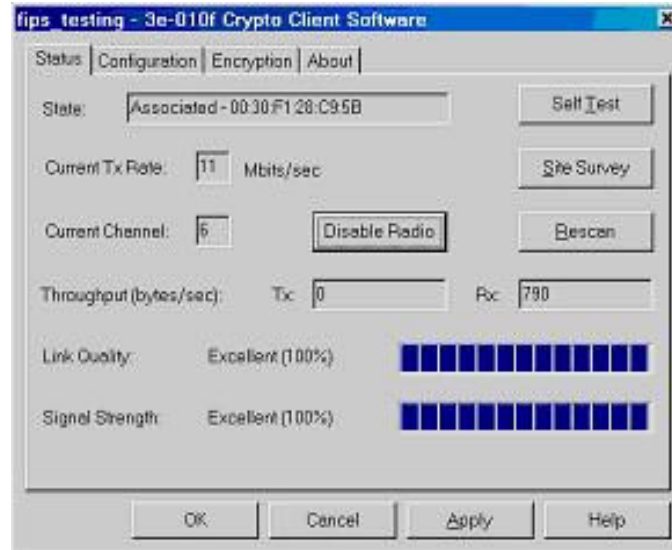 fips_testing - 3e-010f Crypto Client Software
Status Configuration Encryption About
State: Associated - 00:30:F1:28:C9:5B Self Test
Current Tx Rate: 11 Mbits/sec Site Survey
Current Channel: 6 Disable Radio Rescan
Throughput (bytes/sec): Tx: 0 Rx: 790
Link Quality: Excellent (100%)
Signal Strength: Excellent (100%)
OK Cancel Apply Help